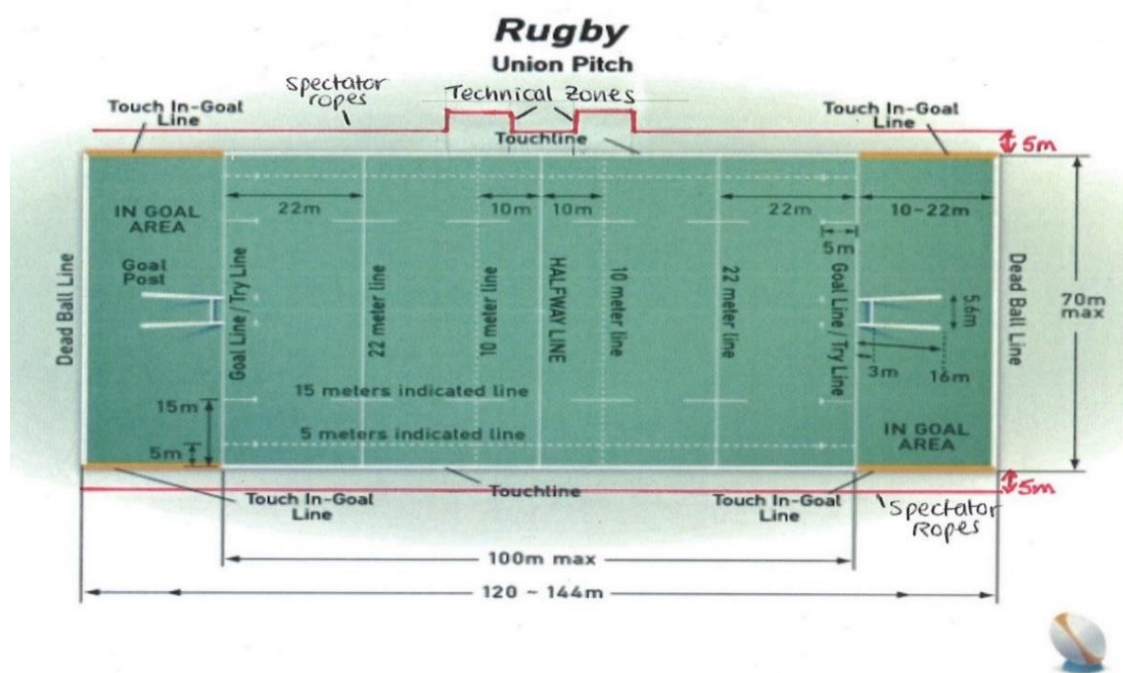 Rugby
Union Pitch
Spectator
ropes
Technical Zones
Touch In-Goal
Line
Touch In-Goal
Line
Touchline
5m
22m
10m
10m
22m
10-22m
IN GOAL
AREA
5m
Goal
Post
Dead Ball Line
Goal Line / Try Line
22 meter line
10 meter line
HALFWAY LINE
10 meter line
22 meter line
Goal Line / Try Line
5.6m
Dead Ball Line
70m
max
3m
16m
15 meters indicated line
15m
5 meters indicated line
5m
IN GOAL
AREA
Touch In-Goal
Line
Touchline
Touch In-Goal
Line
5m
Spectator
Ropes
100m max
120 ~ 144m